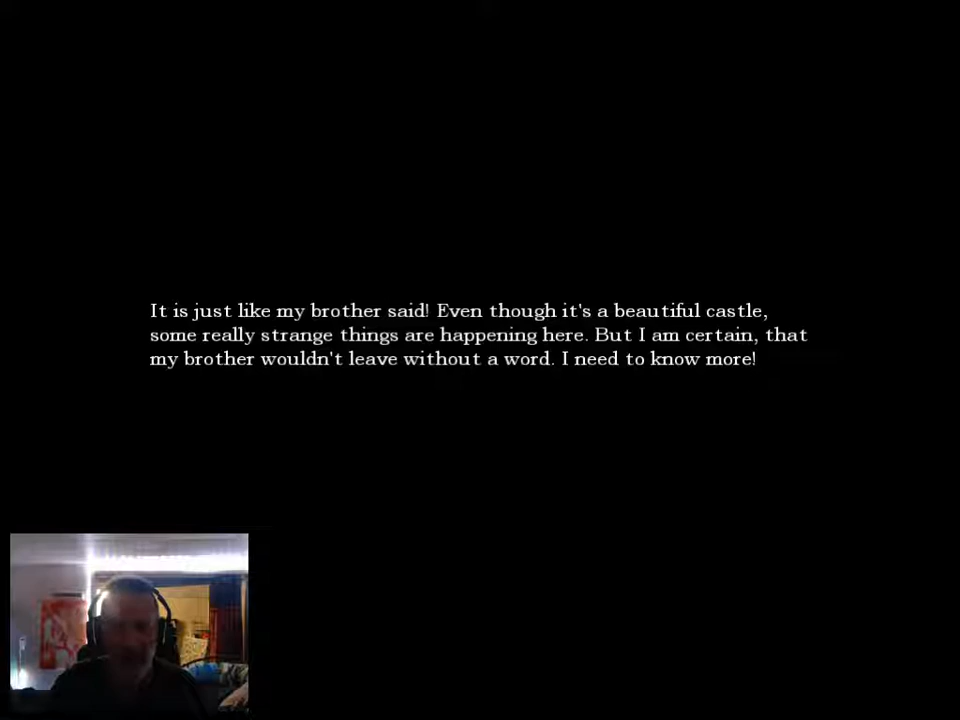 It is just like my brother said! Even though it's a beautiful castle,
some really strange things are happening here. But I am certain, that
my brother wouldn't leave without a word. I need to know more!